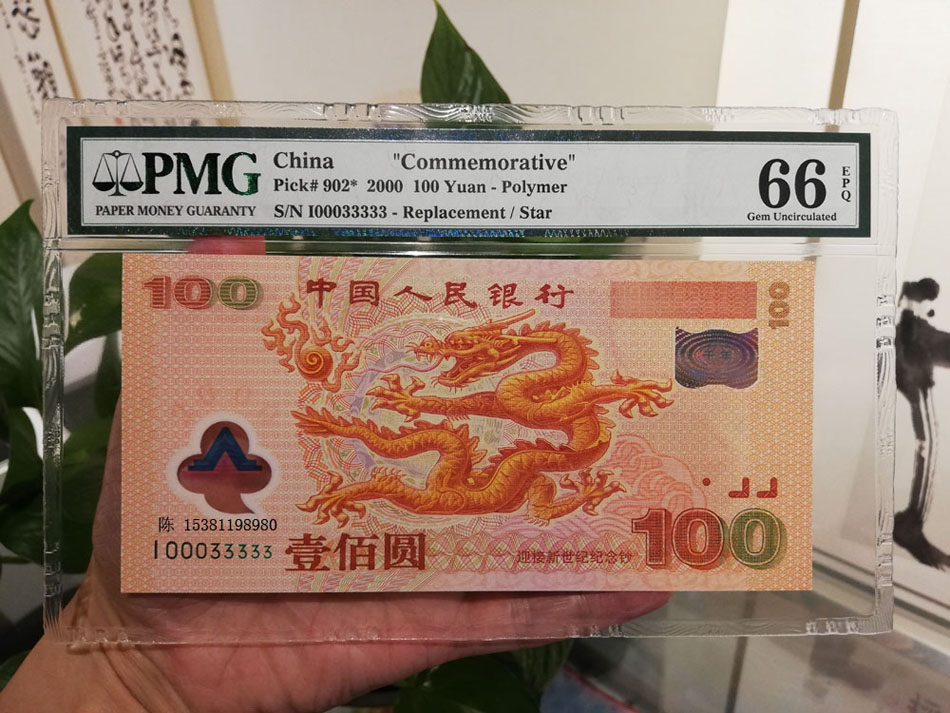 PMG
PAPER MONEY GUARANTY
China "Commemorative"
Pick# 902* 2000 100 Yuan - Polymer
S/N I00033333 - Replacement / Star
66
EPQ
Gem Uncirculated
100
中国人民银行
100
千年
陈 15381198980
I00033333
壹佰圆
迎接新世纪纪念钞
100